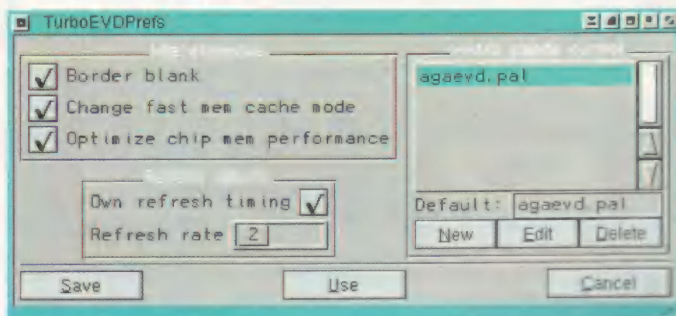 TurboEVDPrefs
Border blank
Change fast mem cache mode
Optimize chip mem performance
Own refresh timing
Refresh rate 2
agaevd.pal
Default: agaevd.pal
New Edit Delete
Save Use Cancel